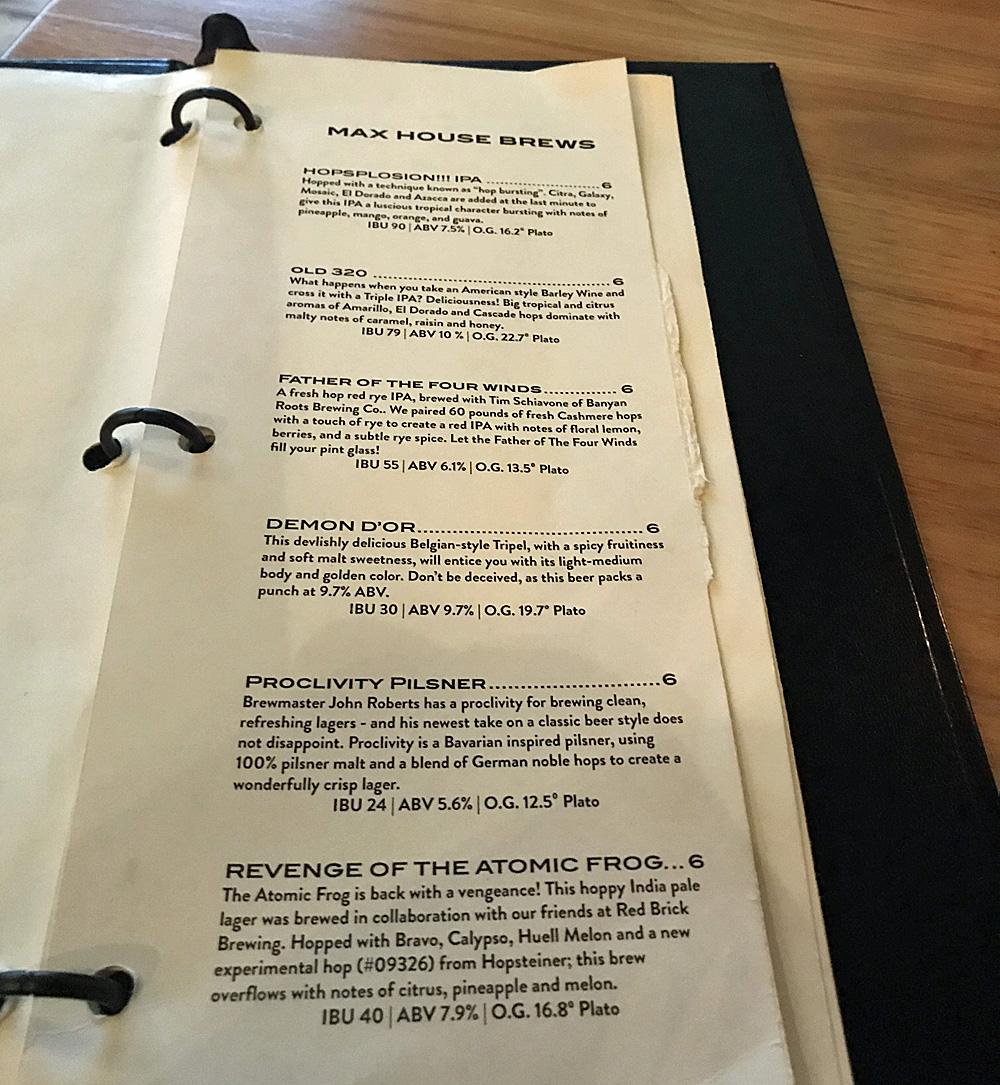 MAX HOUSE BREWS
HOPSPLOSION!!! IPA ................................ 6
Hopped with a technique known as "hop bursting". Citra, Galaxy,
Mosaic, El Dorado and Azacca are added at the last minute to
give this IPA a luscious tropical character bursting with notes of
pineapple, mango, orange, and guava.
IBU 90 | ABV 7.5% | O.G. 16.2° Plato
OLD 320 ................................................ 6
What happens when you take an American style Barley Wine and
cross it with a Triple IPA? Deliciousness! Big tropical and citrus
aromas of Amarillo, El Dorado and Cascade hops dominate with
malty notes of caramel, raisin and honey.
IBU 79 | ABV 10 % | O.G. 22.7° Plato
FATHER OF THE FOUR WINDS............... 6
A fresh hop red rye IPA, brewed with Tim Schiavone of Banyan
Roots Brewing Co.. We paired 60 pounds of fresh Cashmere hops
with a touch of rye to create a red IPA with notes of floral lemon,
berries, and a subtle rye spice. Let the Father of The Four Winds
fill your pint glass!
IBU 55 | ABV 6.1% | O.G. 13.5° Plato
DEMON D'OR...................................... 6
This devlishly delicious Belgian-style Tripel, with a spicy fruitiness
and soft malt sweetness, will entice you with its light-medium
body and golden color. Don't be deceived, as this beer packs a
punch at 9.7% ABV.
IBU 30 | ABV 9.7% | O.G. 19.7° Plato
PROCLIVITY PILSNER...........................6
Brewmaster John Roberts has a proclivity for brewing clean,
refreshing lagers - and his newest take on a classic beer style does
not disappoint. Proclivity is a Bavarian inspired pilsner, using
100% pilsner malt and a blend of German noble hops to create a
wonderfully crisp lager.
IBU 24 | ABV 5.6% | O.G. 12.5° Plato
REVENGE OF THE ATOMIC FROG...6
The Atomic Frog is back with a vengeance! This hoppy India pale
lager was brewed in collaboration with our friends at Red Brick
Brewing. Hopped with Bravo, Calypso, Huell Melon and a new
experimental hop (#09326) from Hopsteiner; this brew
overflows with notes of citrus, pineapple and melon.
IBU 40 | ABV 7.9% | O.G. 16.8° Plato